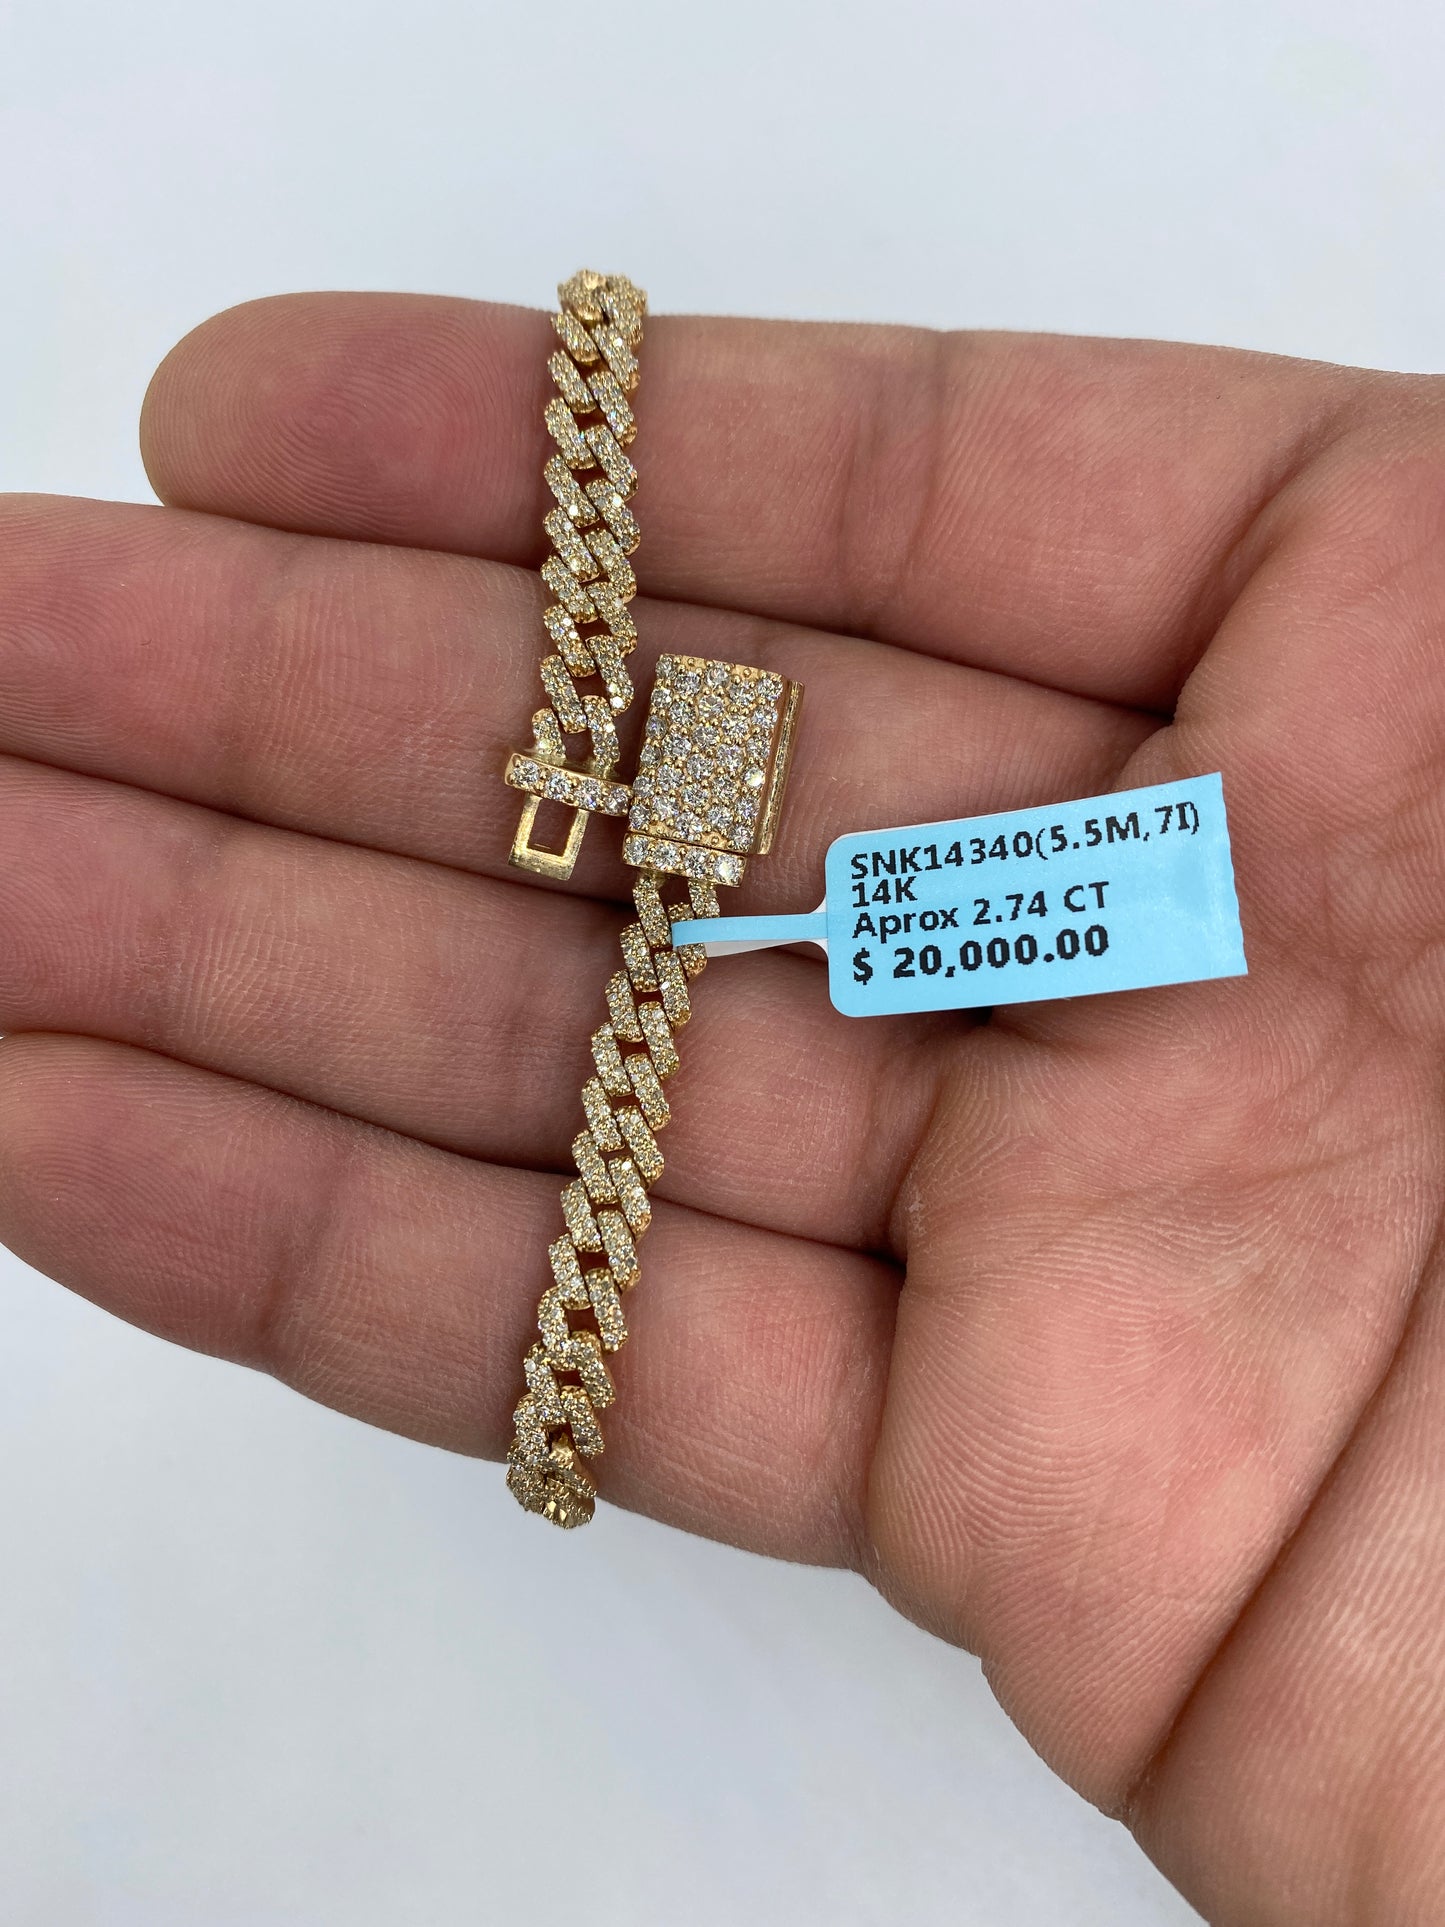 SNK14340(5.5M,7I)
14K
Aprox 2.74 CT
$ 20,000.00